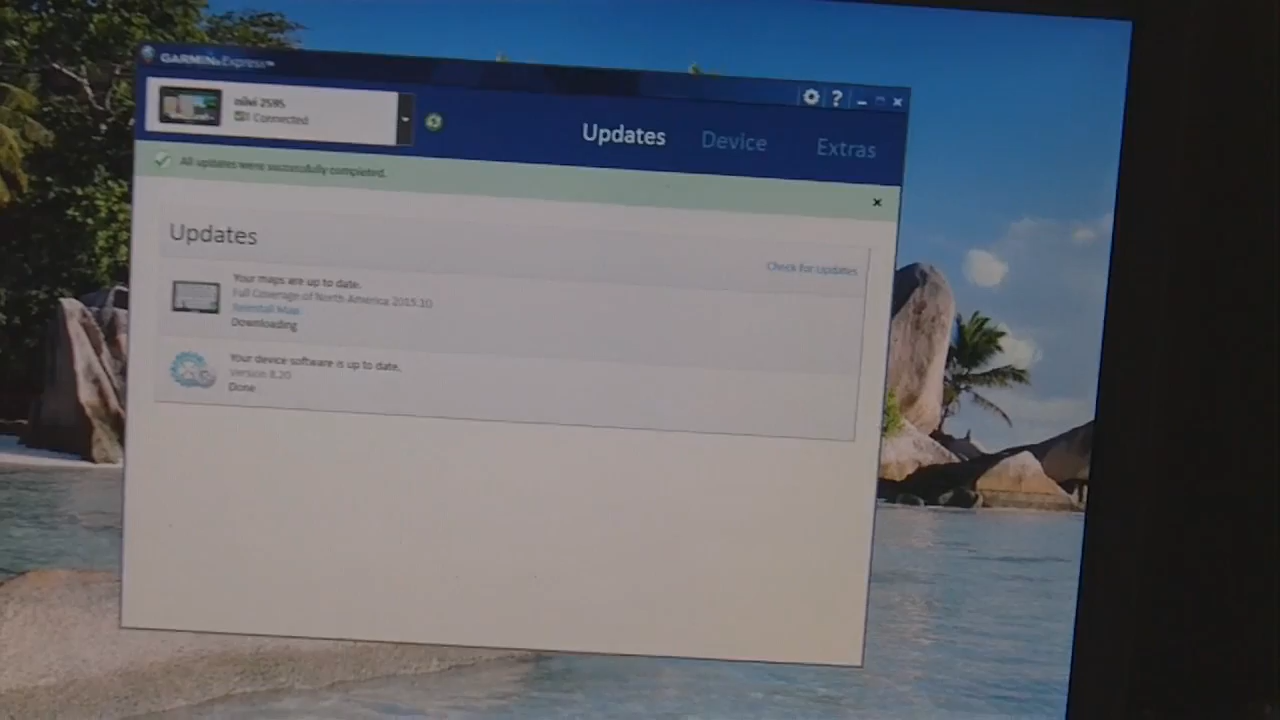 GARMIN Express™
nüvi 2595
Connected
Updates
Device
Extras
All updates were successfully completed.
Updates
Check For Updates
Your maps are up to date.
Full Coverage of North America 2015.10
Reinstall Map
Downloading
Your device software is up to date.
Version 8.20
Done